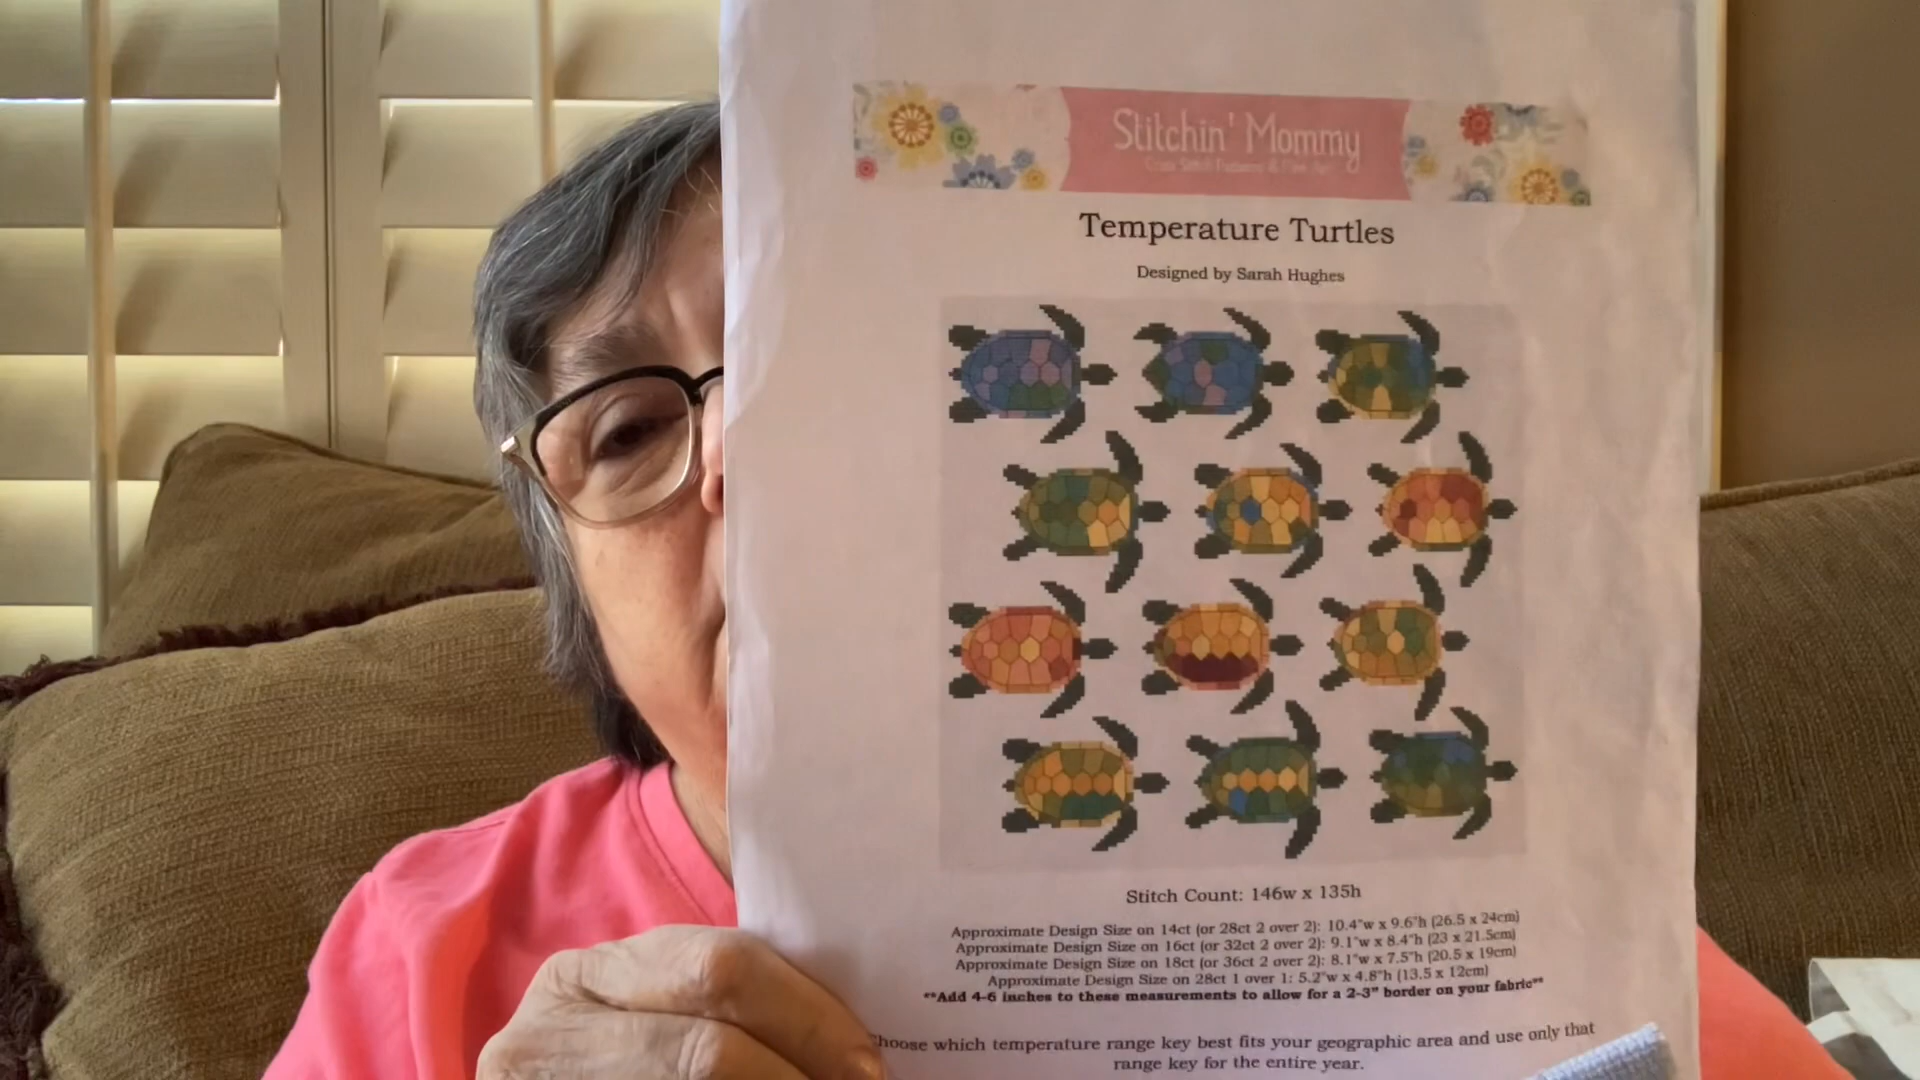 Stitchin' Mommy
Cross Stitch Patterns &
Temperature Turtles
Designed by Sarah Hughes
Stitch Count: 146w x 135h
Approximate Design Size on 14ct (or 28ct 2 over 2): 10.4"w x 9.6"h (26.5 x 24cm)
Approximate Design Size on 16ct (or 32ct 2 over 2): 9.1"w x 8.4"h (23 x 21.5cm)
Approximate Design Size on 18ct (or 36ct 2 over 2): 8.1"w x 7.5"h (20.5 x 19cm)
Approximate Design Size on 28ct 1 over 1: 5.2"w x 4.8"h (13.5 x 12cm)
**Add 4-6 inches to these measurements to allow for a 2-3" border on your fabric**
Choose which temperature range key best fits your geographic area and use only that
range key for the entire year.